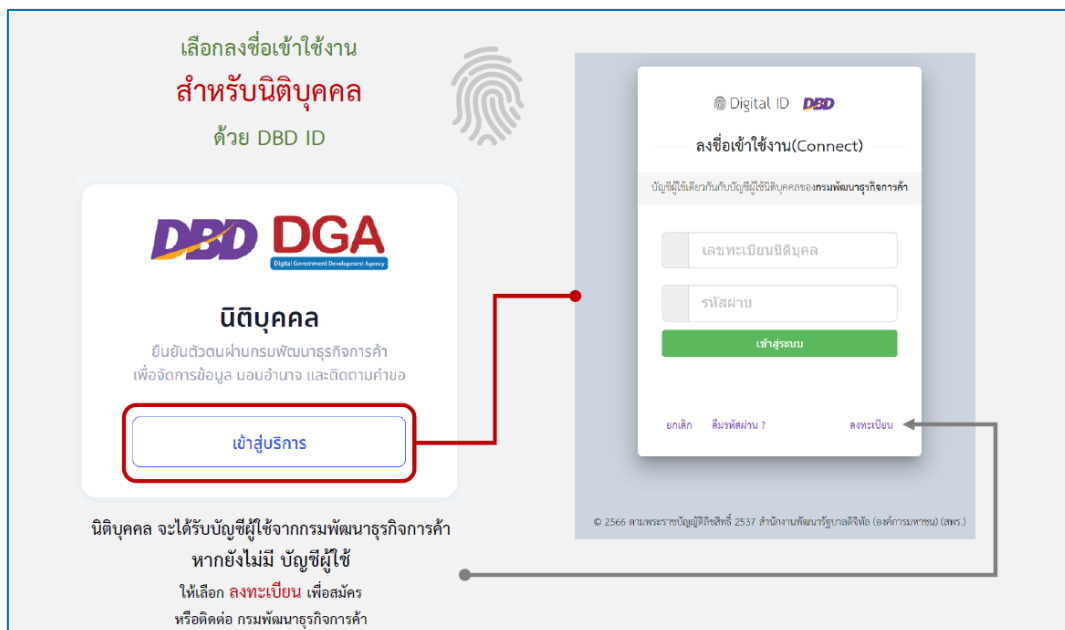 เลือกลงชื่อเข้าใช้งาน
สำหรับนิติบุคคล
ด้วย DBD ID
DBD DGA
Digital Government Development Agency
นิติบุคคล
ยืนยันตัวตนผ่านกรมพัฒนาธุรกิจการค้า
เพื่อจัดการข้อมูล มอบอำนาจ และติดตามคำขอ
เข้าสู่บริการ
นิติบุคคล จะได้รับบัญชีผู้ใช้จากกรมพัฒนาธุรกิจการค้า
หากยังไม่มี บัญชีผู้ใช้
ให้เลือก ลงทะเบียน เพื่อสมัคร
หรือติดต่อ กรมพัฒนาธุรกิจการค้า
Digital ID DBD
ลงชื่อเข้าใช้งาน(Connect)
บัญชีผู้ใช้เดียวกันกับบัญชีผู้ใช้นิติบุคคลของกรมพัฒนาธุรกิจการค้า
เลขทะเบียนนิติบุคล
รหัสผ่าน
เข้าสู่ระบบ
ยกเลิก ลืมรหัสผ่าน ? ลงทะเบียน
© 2566 ตามพระราชบัญญัติลิขสิทธิ์ 2537 สำนักงานพัฒนารัฐบาลดิจิทัล (องค์การมหาชน) (สพร.)